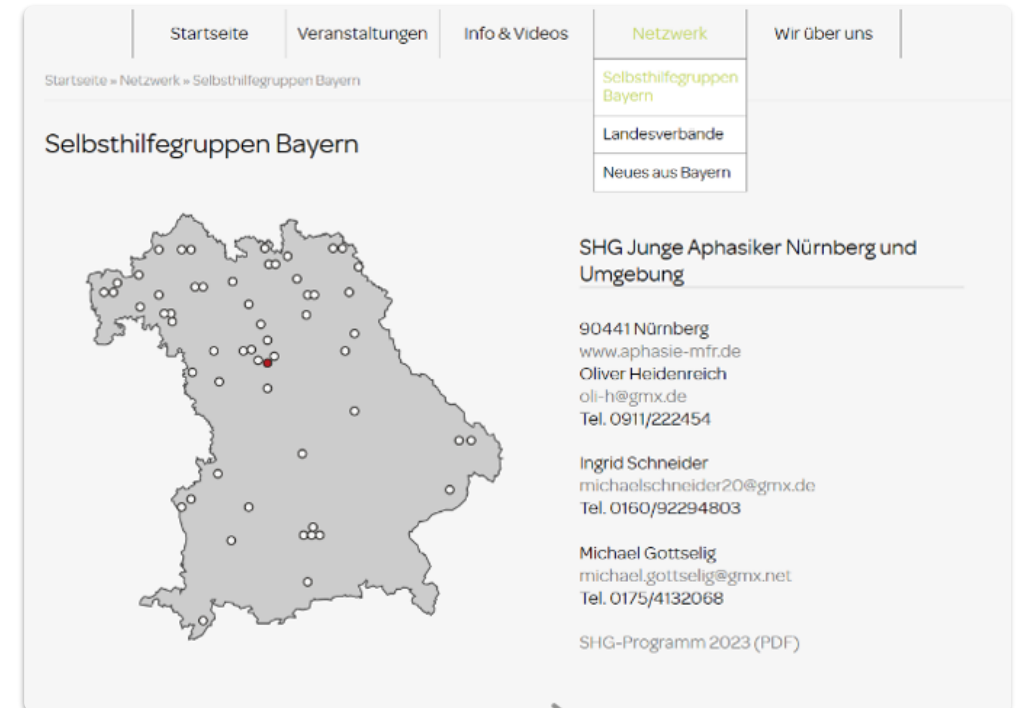 Startseite
Veranstaltungen
Info & Videos
Netzwerk
Wir über uns
Selbsthilfegruppen
Bayern
Landesverbande
Neues aus Bayern
Startseite » Netzwerk » Selbsthilfegruppen Bayern
Selbsthilfegruppen Bayern
SHG Junge Aphasiker Nürnberg und
Umgebung
90441 Nürnberg
www.aphasie-mfr.de
Oliver Heidenreich
oli-h@gmx.de
Tel. 0911/222454
Ingrid Schneider
michaelschneider20@gmx.de
Tel. 0160/92294803
Michael Gottselig
michael.gottselig@gmx.net
Tel. 0175/4132068
SHG-Programm 2023 (PDF)